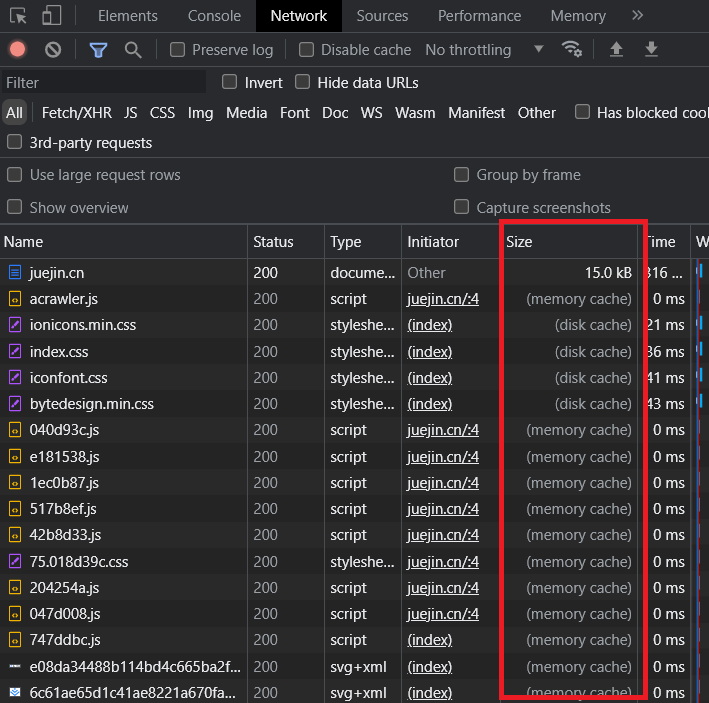 Elements Console Network Sources Performance Memory
Preserve log Disable cache No throttling
Filter Invert Hide data URLs
All Fetch/XHR JS CSS Img Media Font Doc WS Wasm Manifest Other Has blocked cool
3rd-party requests
Use large request rows Group by frame
Show overview Capture screenshots
Name Status Type Initiator Size Time W
juejin.cn 200 docume... Other 15.0 kB 316 ...
acrawler.js 200 script juejin.cn/:4 (memory cache) 0 ms
ionicons.min.css 200 styleshe... (index) (disk cache) 21 ms
index.css 200 styleshe... (index) (disk cache) 36 ms
iconfont.css 200 styleshe... (index) (disk cache) 41 ms
bytedesign.min.css 200 styleshe... (index) (disk cache) 43 ms
040d93c.js 200 script juejin.cn/:4 (memory cache) 0 ms
e181538.js 200 script juejin.cn/:4 (memory cache) 0 ms
1ec0b87.js 200 script juejin.cn/:4 (memory cache) 0 ms
517b8ef.js 200 script juejin.cn/:4 (memory cache) 0 ms
42b8d33.js 200 script juejin.cn/:4 (memory cache) 0 ms
75.018d39c.css 200 styleshe... juejin.cn/:4 (memory cache) 0 ms
204254a.js 200 script juejin.cn/:4 (memory cache) 0 ms
047d008.js 200 script juejin.cn/:4 (memory cache) 0 ms
747ddbc.js 200 script (index) (memory cache) 0 ms
e08da34488b114bd4c665ba2f... 200 svg+xml (index) (memory cache) 0 ms
6c61ae65d1c41ae8221a670fa... 200 svg+xml (index) (memory cache) 0 ms